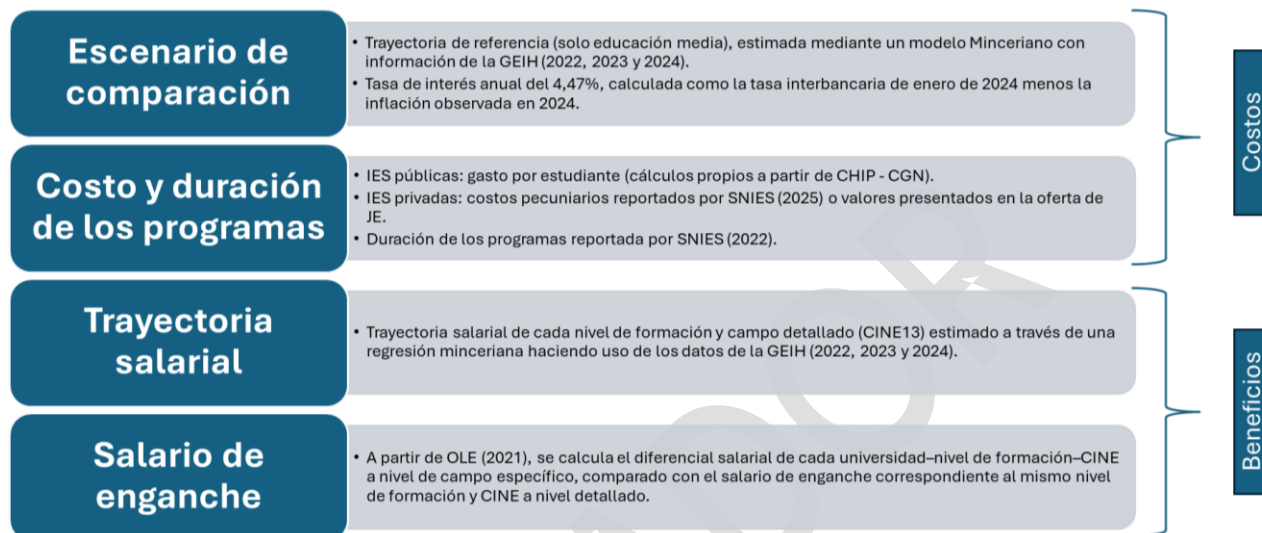 Escenario de
comparación
• Trayectoria de referencia (solo educación media), estimada mediante un modelo Minceriano con
información de la GEIH (2022, 2023 y 2024).
• Tasa de interés anual del 4,47%, calculada como la tasa interbancaria de enero de 2024 menos la
inflación observada en 2024.
Costo y duración
de los programas
• IES públicas: gasto por estudiante (cálculos propios a partir de CHIP - CGN).
• IES privadas: costos pecuniarios reportados por SNIES (2025) o valores presentados en la oferta de
JE.
• Duración de los programas reportada por SNIES (2022).
Costos
Trayectoria
salarial
• Trayectoria salarial de cada nivel de formación y campo detallado (CINE13) estimado a través de una
regresión minceriana haciendo uso de los datos de la GEIH (2022, 2023 y 2024).
Salario de
enganche
• A partir de OLE (2021), se calcula el diferencial salarial de cada universidad–nivel de formación–CINE
a nivel de campo específico, comparado con el salario de enganche correspondiente al mismo nivel
de formación y CINE a nivel detallado.
Beneficios